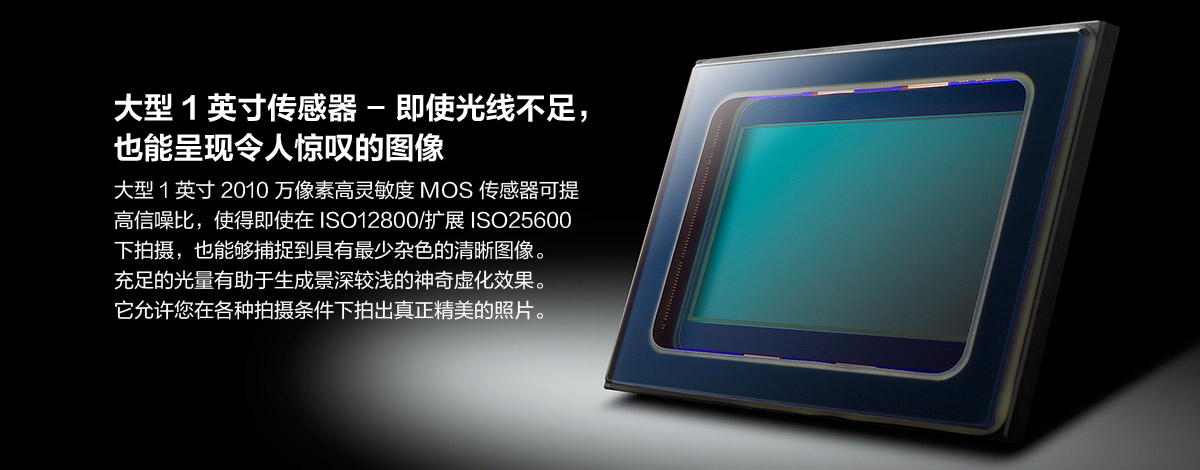 大型 1 英寸传感器 – 即使光线不足，
也能呈现令人惊叹的图像
大型 1 英寸 2010 万像素高灵敏度 MOS 传感器可提
高信噪比，使得即使在 ISO12800/扩展 ISO25600
下拍摄，也能够捕捉到具有最少杂色的清晰图像。
充足的光量有助于生成景深较浅的神奇虚化效果。
它允许您在各种拍摄条件下拍出真正精美的照片。